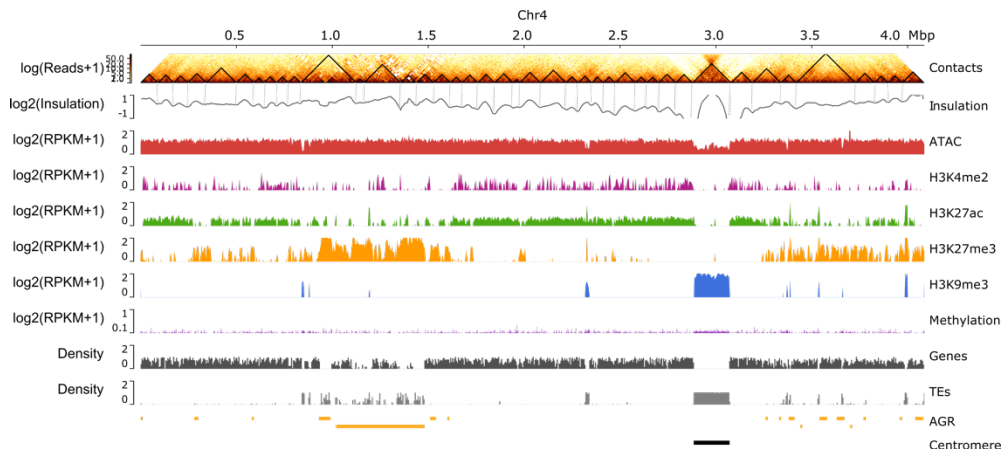 Chr4
0.5 1.0 1.5 2.0 2.5 3.0 3.5 4.0 Mbp
log(Reads+1) 50.0 Contacts
log2(Insulation) 1 -1 Insulation
log2(RPKM+1) 2 0 ATAC
log2(RPKM+1) 2 0 H3K4me2
log2(RPKM+1) 2 0 H3K27ac
log2(RPKM+1) 2 0 H3K27me3
log2(RPKM+1) 2 0 H3K9me3
log2(RPKM+1) 1 0.1 Methylation
Density 2 0 Genes
Density 2 0 TEs
AGR
Centromere